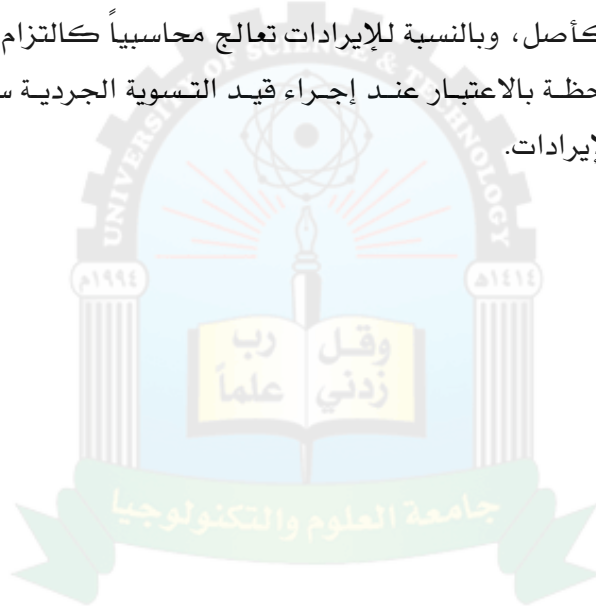 كأصل، وبالنسبة للإيرادات تعالج محاسبياً كالتزام
حظة بالاعتبار عند إجراء قيد التسوية الجردية س
لإيرادات.
UNIVERSITY OF SCIENCE & TECHNOLOGY
١٩٩٤م
١٤١٤هـ
وقل رب
زدني علماً
جامعة العلوم والتكنولوجيا